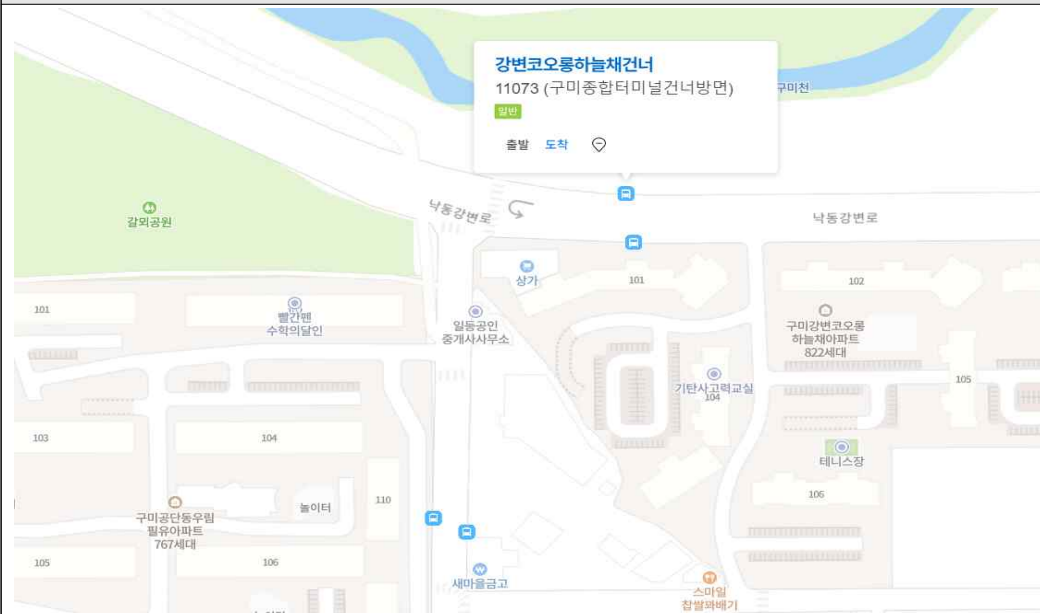 강변코오롱하늘채건너
11073 (구미종합터미널건너방면)
일반
출발 도착
구미천
갈뫼공원
낙동강변로
낙동강변로
상가
101
102
101
빨간펜
수학의달인
일등공인
중개사사무소
구미강변코오롱
하늘채아파트
822세대
기탄사고력교실
104
105
103
104
테니스장
106
110
놀이터
구미공단동우림
필유아파트
767세대
105
106
새마을금고
스마일
찹쌀꽈배기